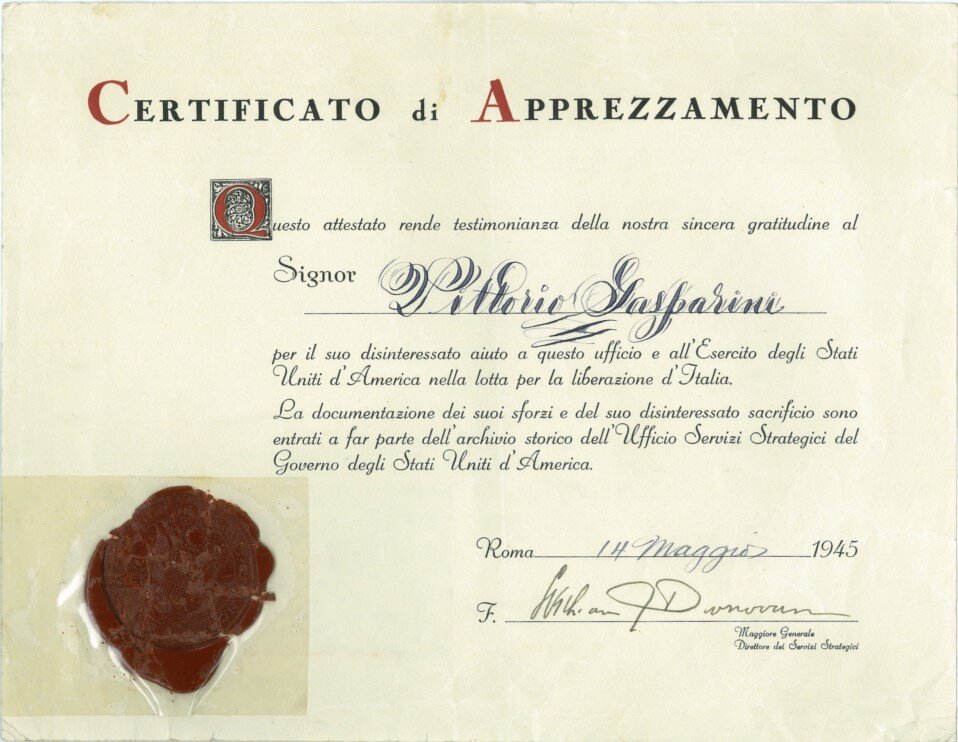 CERTIFICATO di APPREZZAMENTO
Questo attestato rende testimonianza della nostra sincera gratitudine al
Signor Vittorio Gasparini
per il suo disinteressato aiuto a questo ufficio e all'Esercito degli Stati
Uniti d'America nella lotta per la liberazione d'Italia.
La documentazione dei suoi sforzi e del suo disinteressato sacrificio sono
entrati a far parte dell'archivio storico dell'Ufficio Servizi Strategici del
Governo degli Stati Uniti d'America.
Roma 14 Maggio 1945
F. William J Donovan
Maggiore Generale
Direttore dei Servizi Strategici